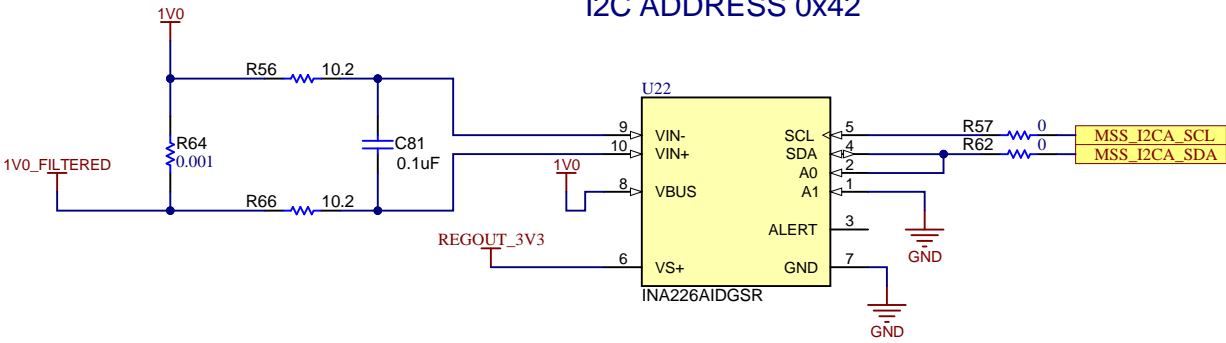 I2C ADDRESS 0x42
1V0
R56 10.2
U22
R64
0.001
C81
0.1uF
1V0_FILTERED
R66 10.2
1V0
REGOUT_3V3
9 VIN-
10 VIN+
8 VBUS
6 VS+
SCL 5
SDA 4
A0 2
A1 1
ALERT 3
GND 7
INA226AIDGSR
R57 0
R62 0
MSS_I2CA_SCL
MSS_I2CA_SDA
GND
GND